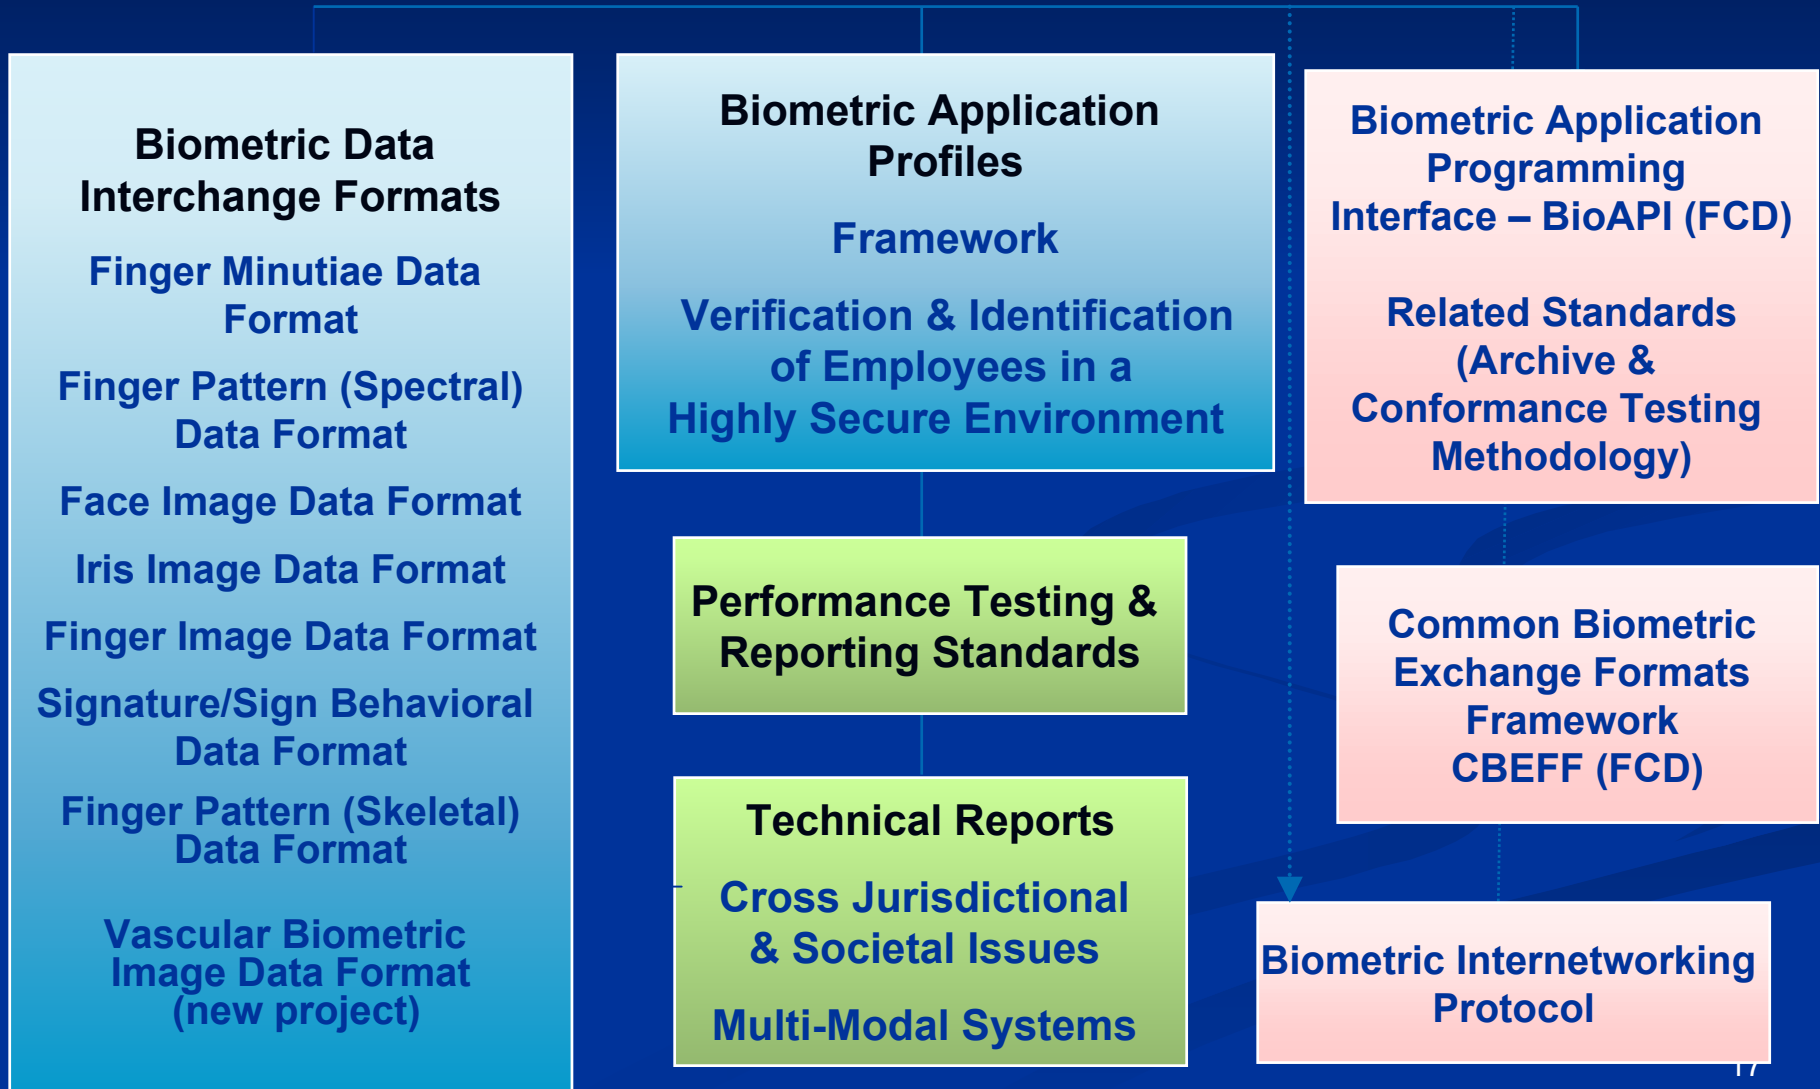 Biometric Data
Interchange Formats
Finger Minutiae Data
Format
Finger Pattern (Spectral)
Data Format
Face Image Data Format
Iris Image Data Format
Finger Image Data Format
Signature/Sign Behavioral
Data Format
Finger Pattern (Skeletal)
Data Format
Vascular Biometric
Image Data Format
(new project)
Biometric Application
Profiles
Framework
Verification & Identification
of Employees in a
Highly Secure Environment
Performance Testing &
Reporting Standards
Technical Reports
Cross Jurisdictional
& Societal Issues
Multi-Modal Systems
Biometric Application
Programming
Interface – BioAPI (FCD)
Related Standards
(Archive &
Conformance Testing
Methodology)
Common Biometric
Exchange Formats
Framework
CBEFF (FCD)
Biometric Internetworking
Protocol
17